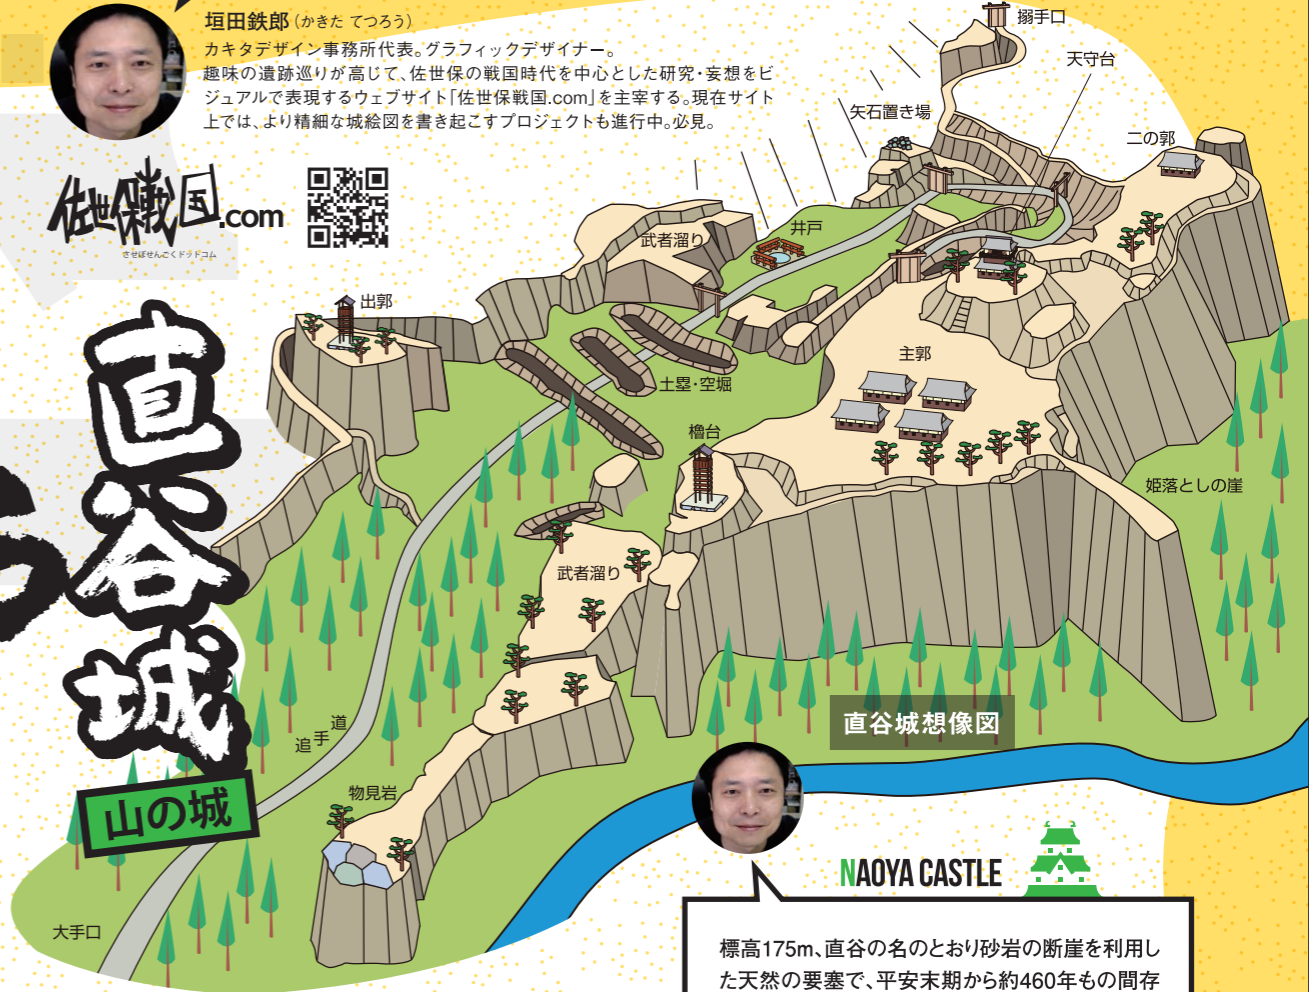 垣田鉄郎(かきた てつろう)
カキタデザイン事務所代表。グラフィックデザイナー。
趣味の遺跡巡りが高じて、佐世保の戦国時代を中心とした研究・妄想をビ
ジュアルで表現するウェブサイト「佐世保戦国.com」を主宰する。現在サイト
上では、より精細な城絵図を書き起こすプロジェクトも進行中。必見。
佐世保戦国.com
させぼせんごくドットコム
直谷城
山の城
搦手口
天守台
矢石置き場
二の郭
井戸
武者溜り
出郭
主郭
土塁・空堀
櫓台
姫落としの崖
武者溜り
直谷城想像図
追手道
物見岩
大手口
NAOYA CASTLE
標高175m、直谷の名のとおり砂岩の断崖を利用し
た天然の要塞で、平安末期から約460年もの間存